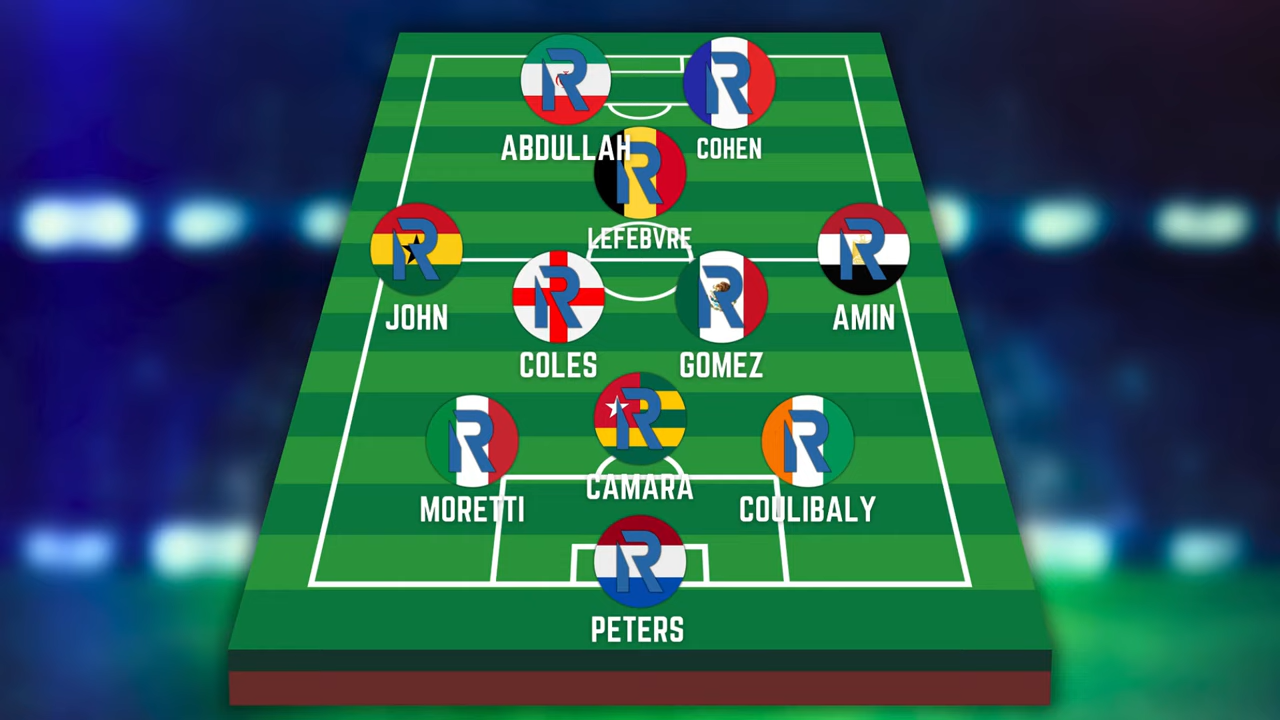 R
R
ABDULLAH
COHEN
R
LEFEBVRE
R
R
JOHN
AMIN
R
R
COLES
GOMEZ
R
R
R
CAMARA
MORETTI
COULIBALY
R
PETERS